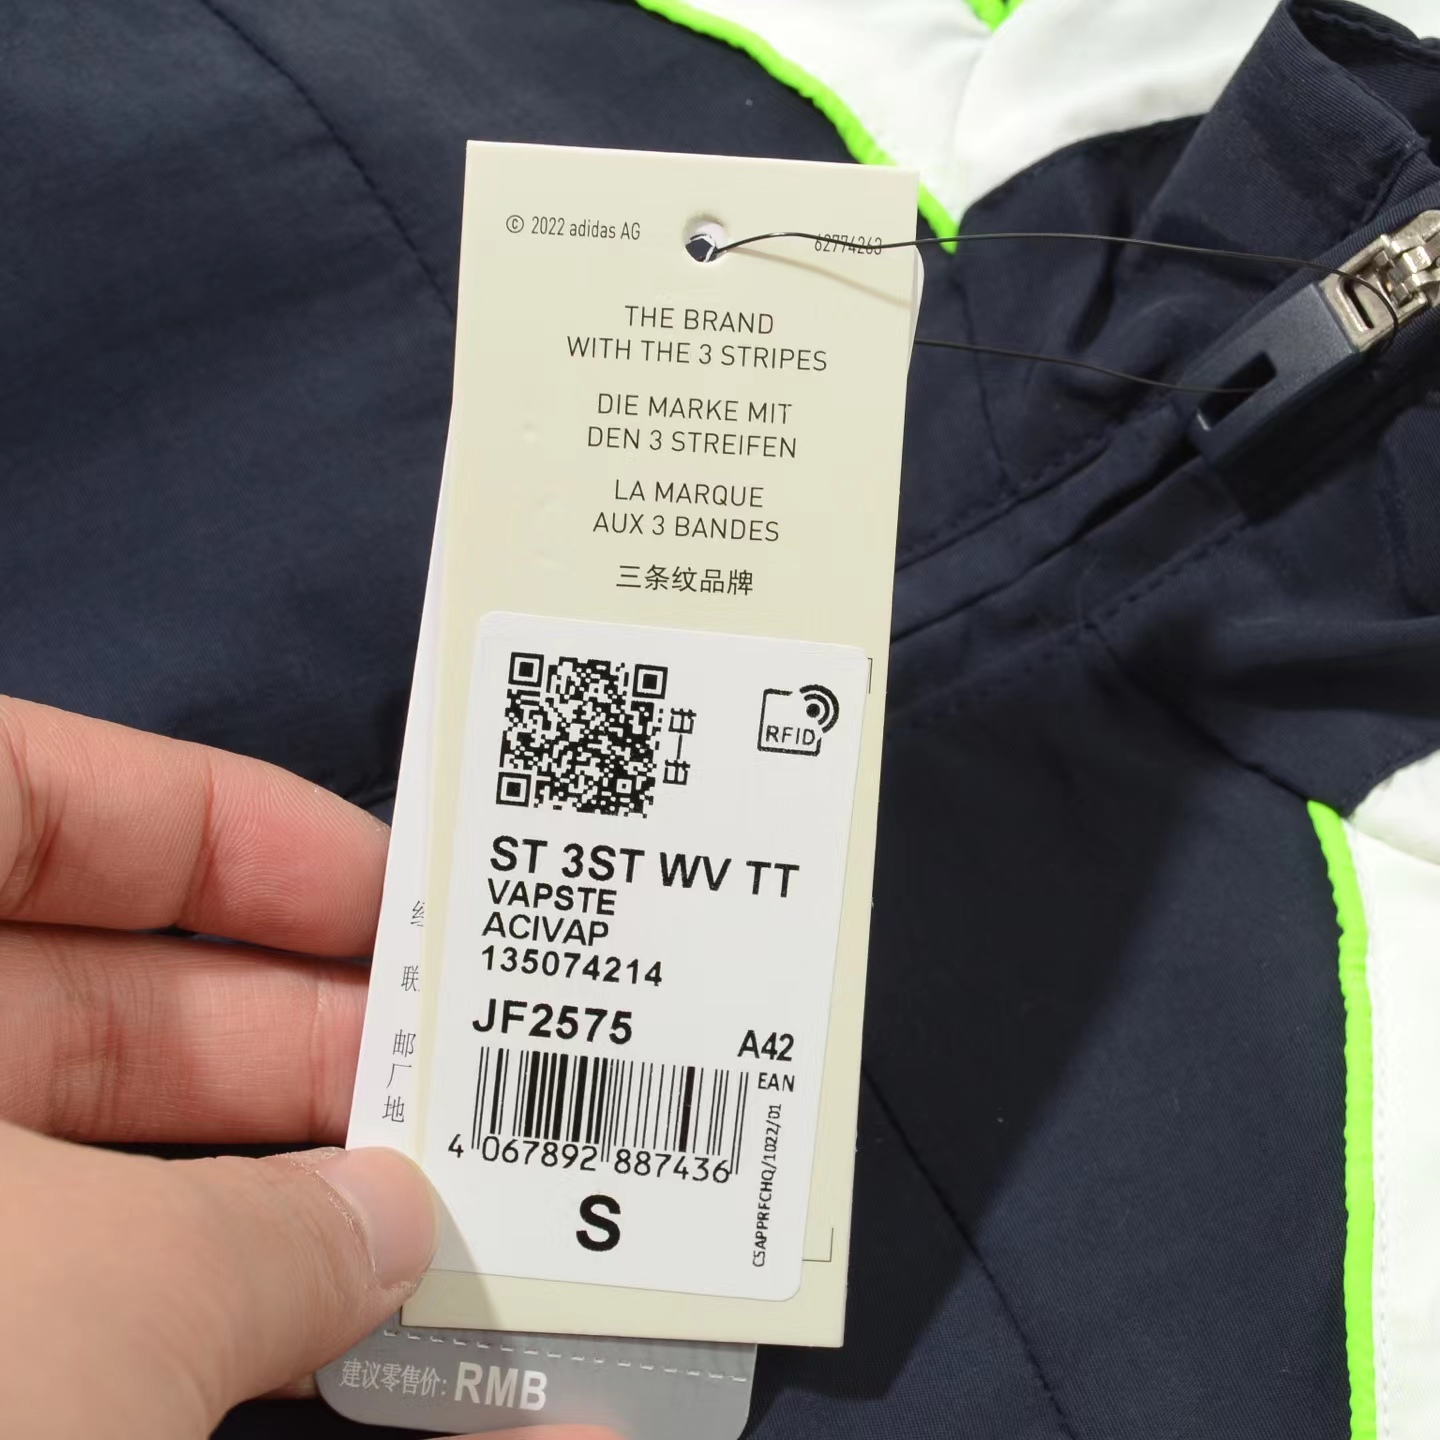 © 2022 adidas AG
62774263
THE BRAND
WITH THE 3 STRIPES
DIE MARKE MIT
DEN 3 STREIFEN
LA MARQUE
AUX 3 BANDES
三条纹品牌
RFID
ST 3ST WV TT
VAPSTE
ACIVAP
135074214
JF2575
A42
EAN
4 067892 887436
CSAPPRFCHQ/1022/01
S
联
邮
厂
地
建议零售价: RMB